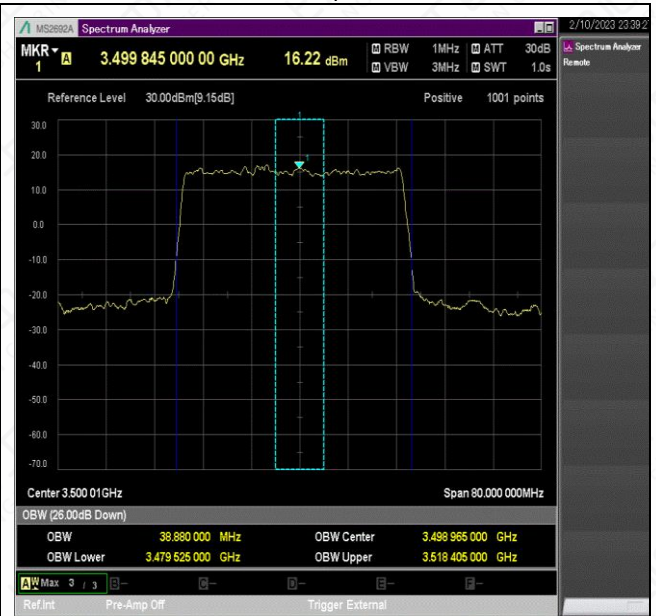 MS2692A Spectrum Analyzer 2/10/2023 23:39:2
MKR 1 A 3.499 845 000 00 GHz 16.22 dBm M RBW 1MHz M ATT 30dB
M VBW 3MHz M SWT 1.0s
Spectrum Analyzer
Remote
Reference Level 30.00dBm[9.15dB] Positive 1001 points
1
30.0
20.0
1
10.0
0.0
-10.0
-20.0
-30.0
-40.0
-50.0
-60.0
-70.0
Center 3.500 01GHz Span 80.000 000MHz
OBW (26.00dB Down)
OBW 38.880 000 MHz OBW Center 3.498 965 000 GHz
OBW Lower 3.479 525 000 GHz OBW Upper 3.518 405 000 GHz
A W Max 3 / 3 B- C- D- E- F-
Ref.Int Pre-Amp Off Trigger External